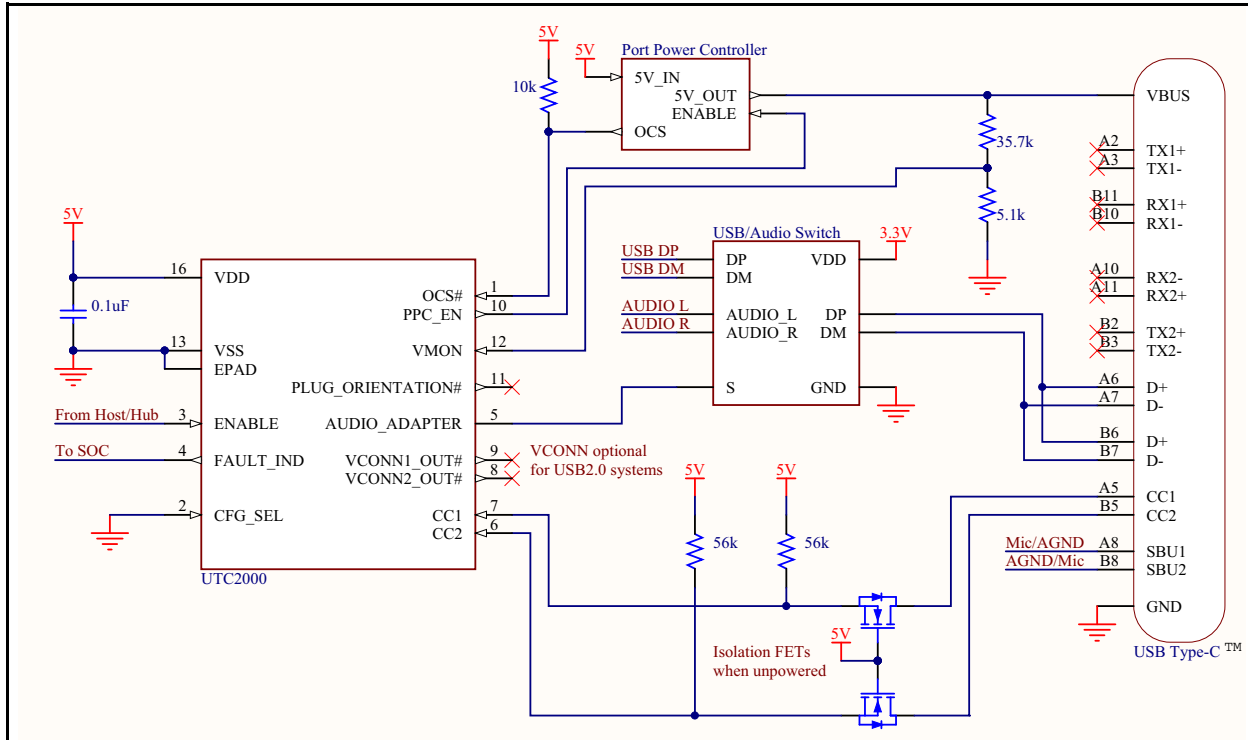 5V
5V
Port Power Controller
10k
5V_IN
5V_OUT
ENABLE
OCS
VBUS
35.7k
5.1k
A2
TX1+
A3
TX1-
B11
RX1+
B10
RX1-
A10
RX2-
A11
RX2+
B2
TX2+
B3
TX2-
A6
D+
A7
D-
B6
D+
B7
D-
A5
CC1
B5
CC2
A8
SBU1
B8
SBU2
Mic/AGND
AGND/Mic
GND
USB Type-C TM
USB/Audio Switch
3.3V
USB DP
USB DM
AUDIO L
AUDIO R
DP
DM
AUDIO_L
AUDIO_R
S
VDD
DP
DM
GND
5V
0.1uF
16
VDD
13
VSS
EPAD
From Host/Hub
3
ENABLE
To SOC
4
FAULT_IND
2
CFG_SEL
OCS#
1
PPC_EN
10
VMON
12
PLUG_ORIENTATION#
11
AUDIO_ADAPTER
5
VCONN1_OUT#
9
VCONN2_OUT#
8
CC1
7
CC2
6
UTC2000
VCONN optional
for USB2.0 systems
5V
5V
56k
56k
5V
Isolation FETs
when unpowered